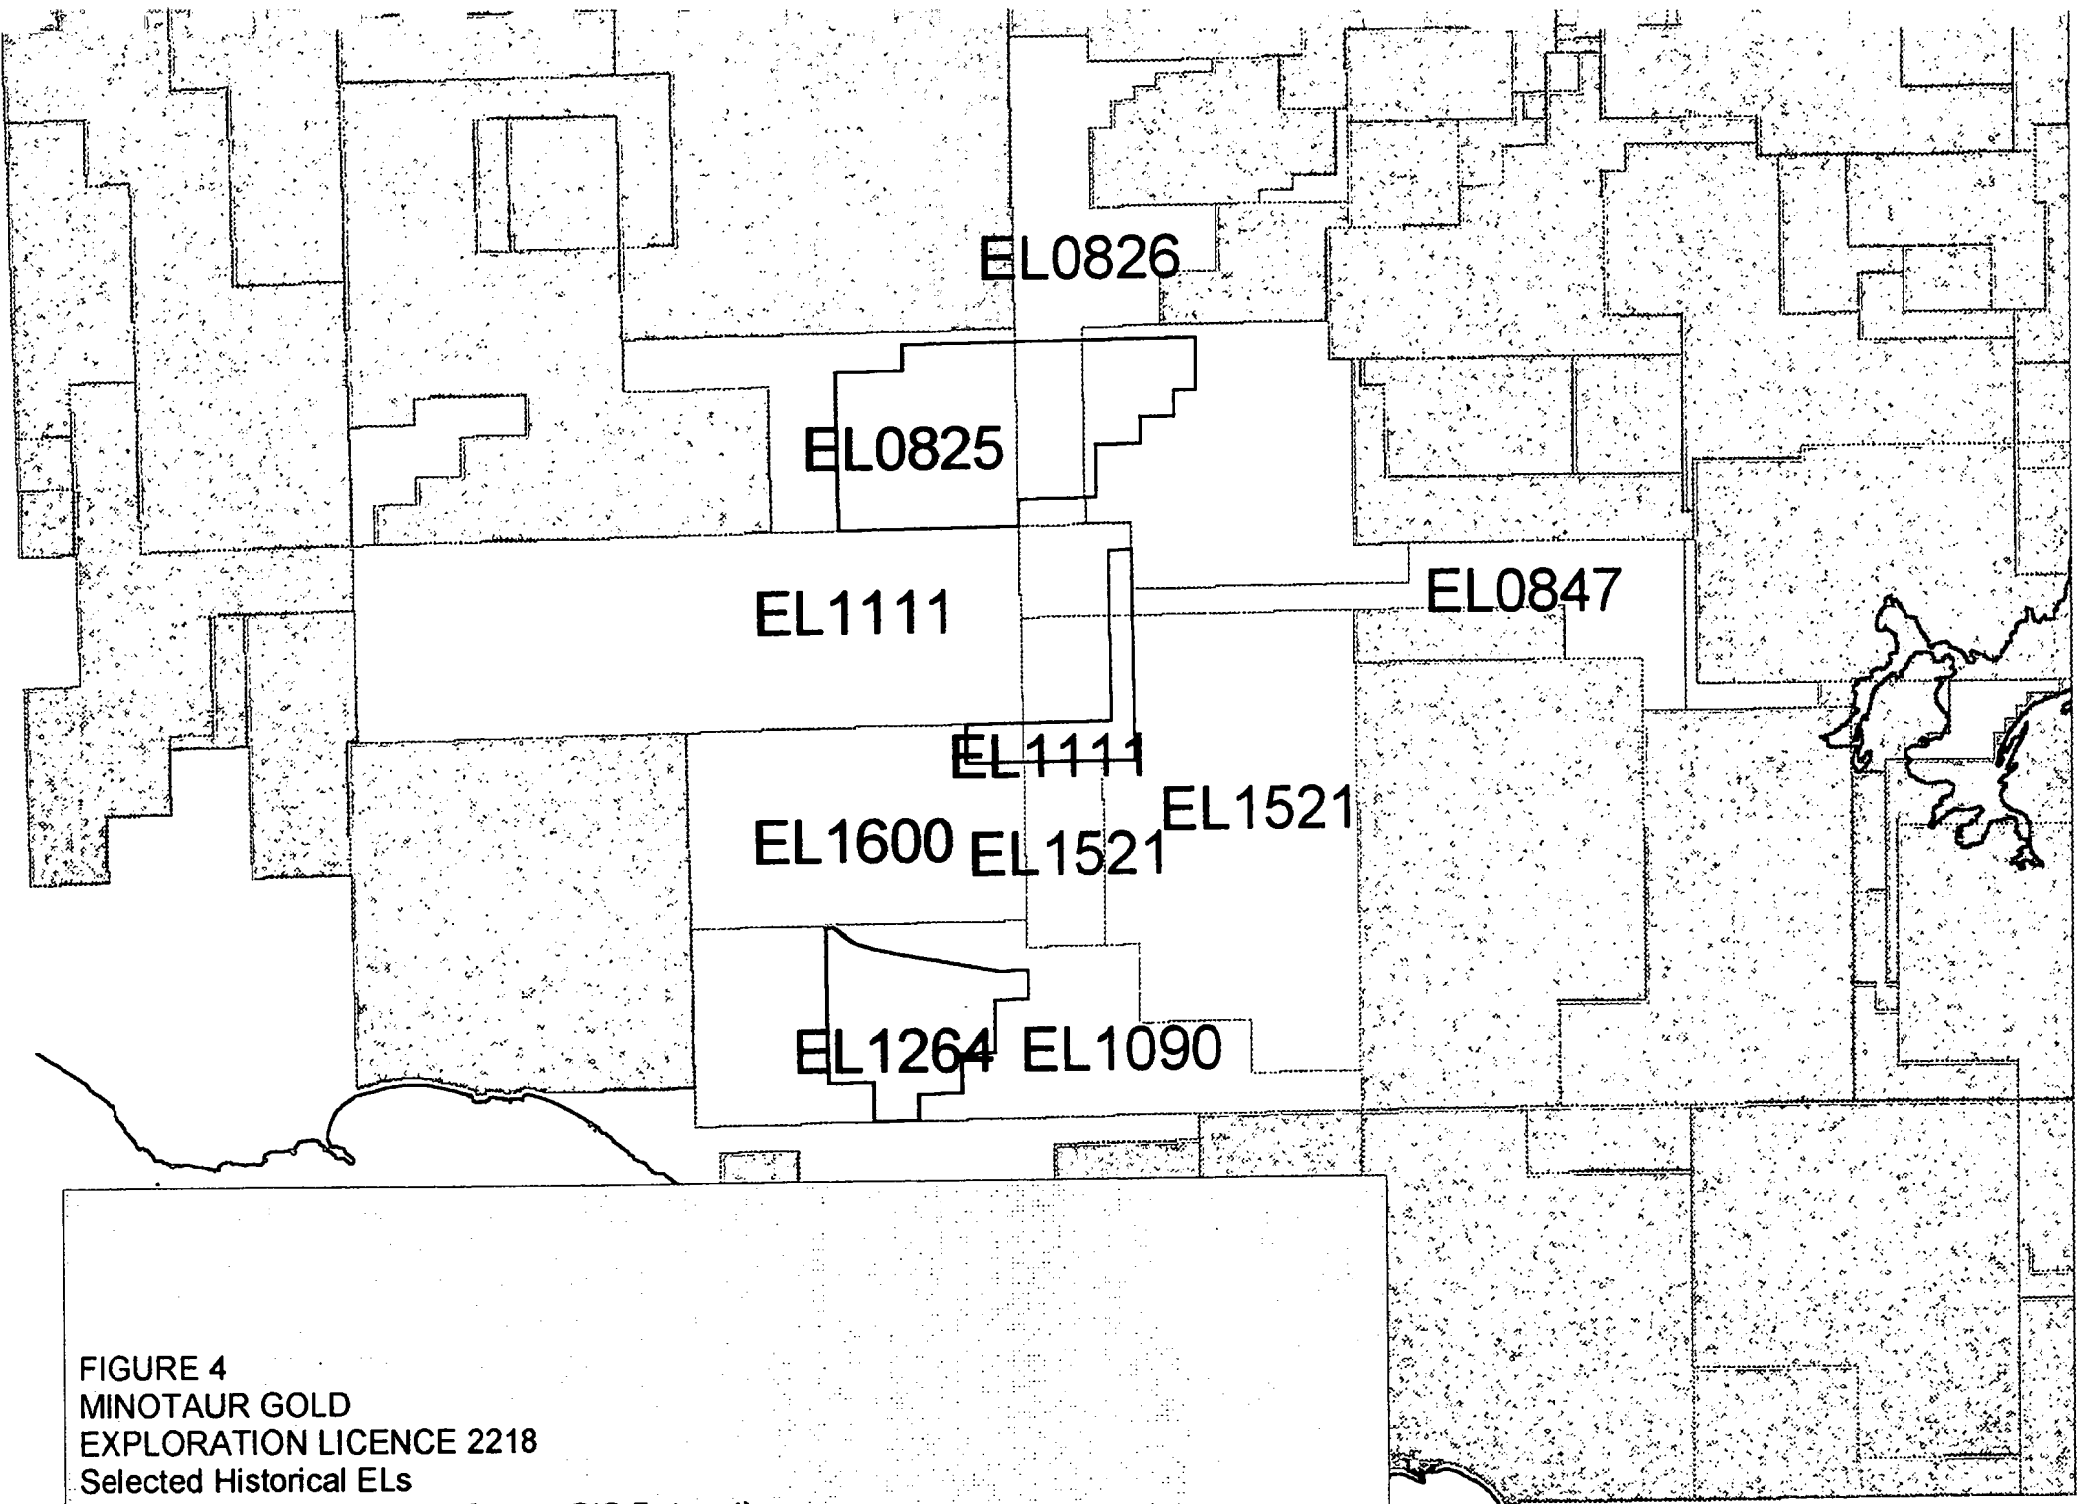 EL0826
EL0825
EL1111
EL0847
EL1111
EL1521
EL1600
EL1521
EL1264
EL1090
FIGURE 4
MINOTAUR GOLD
EXPLORATION LICENCE 2218
Selected Historical ELs